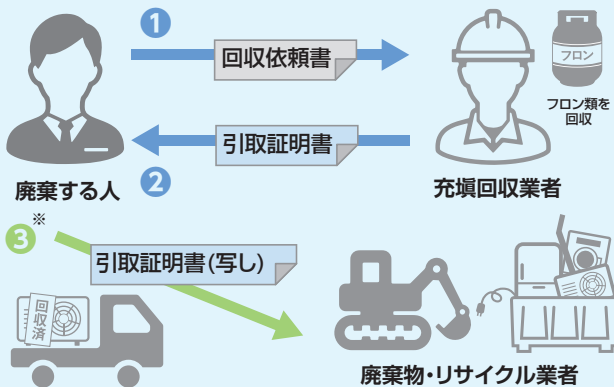 1
回収依頼書
フロン
フロン類を
回収
引取証明書
2
廃棄する人
充塡回収業者
3
※
引取証明書(写し)
回収済
廃棄物・リサイクル業者